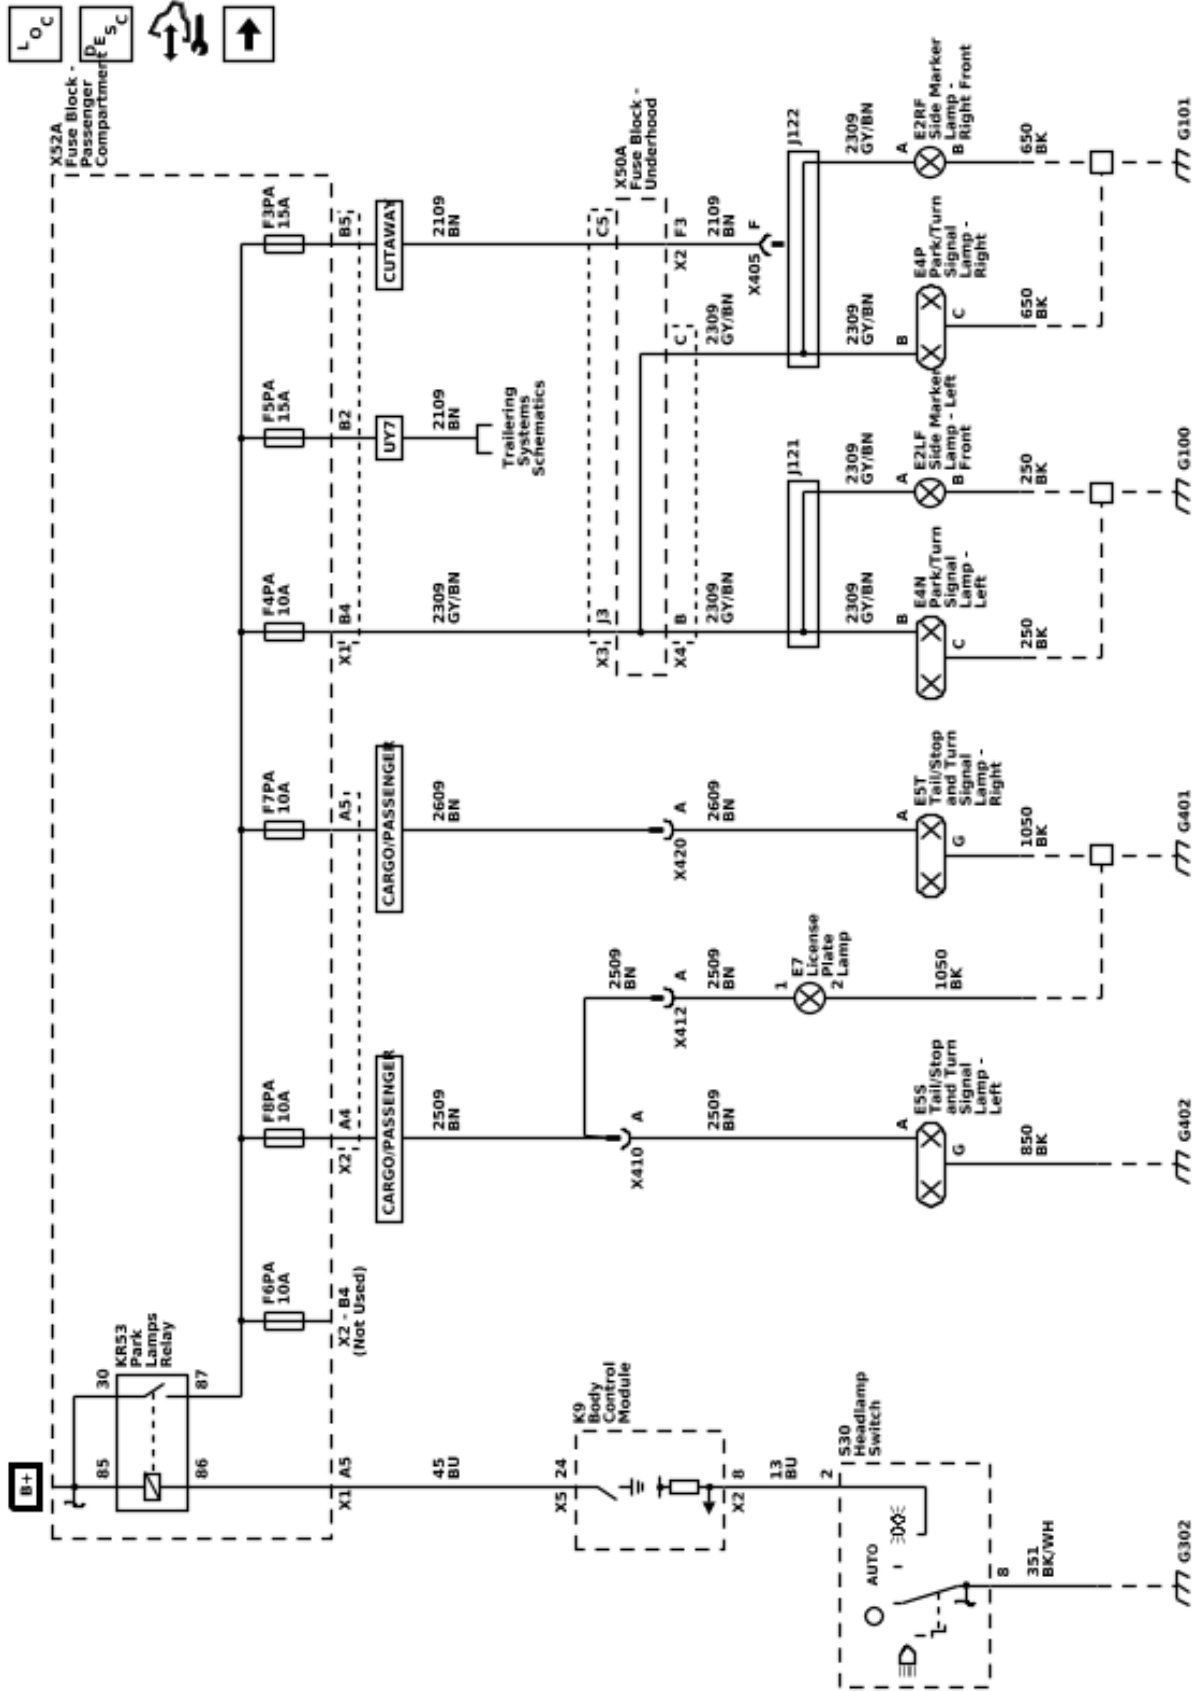 LOC
DESC
X52A
Fuse Block -
Passenger
Compartment
B+
85
30
KR53
Park
Lamps
Relay
86
87
F6PA
10A
F8PA
10A
F7PA
10A
F4PA
10A
F5PA
15A
F3PA
15A
X1
A5
X2 - B4
(Not Used)
X2
A4
A5
X1
B4
B2
B5
CARGO/PASSENGER
CARGO/PASSENGER
UY7
CUTAWAY
45
BU
2509
BN
2609
BN
2309
GY/BN
2109
BN
2109
BN
Trailering
Systems
Schematics
X50A
Fuse Block -
Underhood
X5
24
K9
Body
Control
Module
X2
8
X3
J3
C5
2509
BN
X410
A
X412
A
X420
A
X4
B
C
X2
F3
13
BU
2509
BN
2509
BN
2609
BN
2309
GY/BN
2309
GY/BN
2109
BN
X405
F
1
E7
License
Plate
Lamp
2
J121
J122
2
S30
Headlamp
Switch
AUTO
8
2309
GY/BN
2309
GY/BN
2309
GY/BN
2309
GY/BN
A
E5S
Tail/Stop
and Turn
Signal
Lamp -
Left
G
A
E5T
Tail/Stop
and Turn
Signal
Lamp -
Right
G
B
E4N
Park/Turn
Signal
Lamp -
Left
C
A
E2LF
Side Marker
Lamp - Left
Front
B
B
E4P
Park/Turn
Signal
Lamp -
Right
C
A
E2RF
Side Marker
Lamp -
Right Front
B
351
BK/WH
850
BK
1050
BK
1050
BK
250
BK
250
BK
650
BK
650
BK
G302
G402
G401
G100
G101